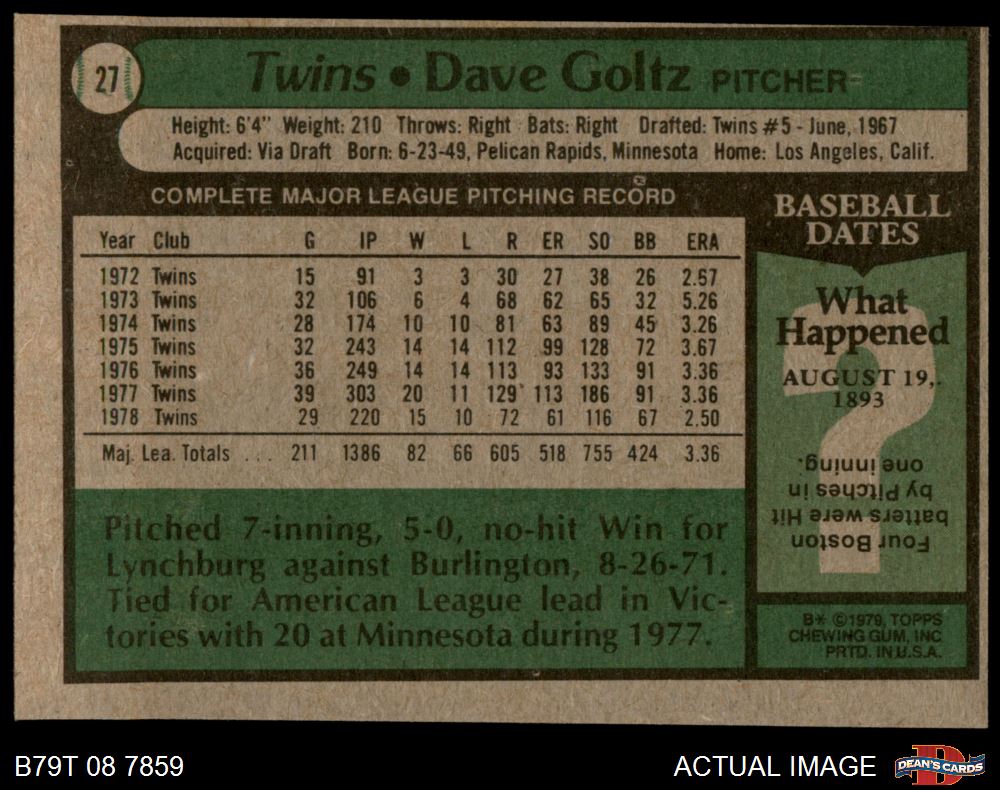 27
Twins • Dave Goltz PITCHER
Height: 6'4" Weight: 210 Throws: Right Bats: Right Drafted: Twins #5 - June, 1967
Acquired: Via Draft Born: 6-23-49, Pelican Rapids, Minnesota Home: Los Angeles, Calif.
COMPLETE MAJOR LEAGUE PITCHING RECORD
Year Club G IP W L R ER SO BB ERA
1972 Twins 15 91 3 3 30 27 38 26 2.67
1973 Twins 32 106 6 4 68 62 65 32 5.26
1974 Twins 28 174 10 10 81 63 89 45 3.26
1975 Twins 32 243 14 14 112 99 128 72 3.67
1976 Twins 36 249 14 14 113 93 133 91 3.36
1977 Twins 39 303 20 11 129 113 186 91 3.36
1978 Twins 29 220 15 10 72 61 116 67 2.50
Maj. Lea. Totals ... 211 1386 82 66 605 518 755 424 3.36
Pitched 7-inning, 5-0, no-hit Win for
Lynchburg against Burlington, 8-26-71.
Tied for American League lead in Vic-
tories with 20 at Minnesota during 1977.
BASEBALL
DATES
What
Happened
AUGUST 19,.
1893
?
Four Boston
batters were Hit
by Pitches in
one inning.
B* ©1979, TOPPS
CHEWING GUM, INC
PRTD. IN U.S.A.
B79T 08 7859
ACTUAL IMAGE
DEAN'S CARDS